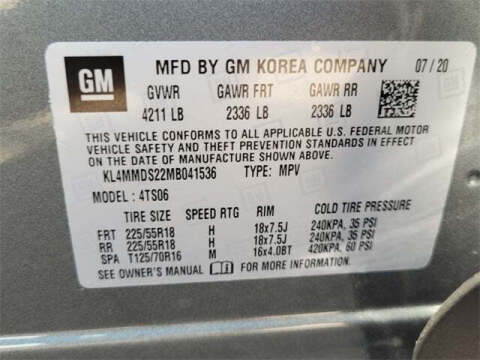 GM MFD BY GM KOREA COMPANY 07/20
GVWR GAWR FRT GAWR RR
4211 LB 2336 LB 2336 LB
THIS VEHICLE CONFORMS TO ALL APPLICABLE U.S. FEDERAL MOTOR
VEHICLE SAFETY AND THEFT PREVENTION STANDARDS IN EFFECT
ON THE DATE OF MANUFACTURE SHOWN ABOVE.
KL4MMDS22MB041536 TYPE: MPV
MODEL: 4TS06
TIRE SIZE SPEED RTG RIM COLD TIRE PRESSURE
FRT 225/55R18 H 18x7.5J 240KPA, 35 PSI
RR 225/55R18 H 18x7.5J 240KPA, 35 PSI
SPA T125/70R16 M 16x4.0BT 420KPA, 60 PSI
SEE OWNER'S MANUAL FOR MORE INFORMATION